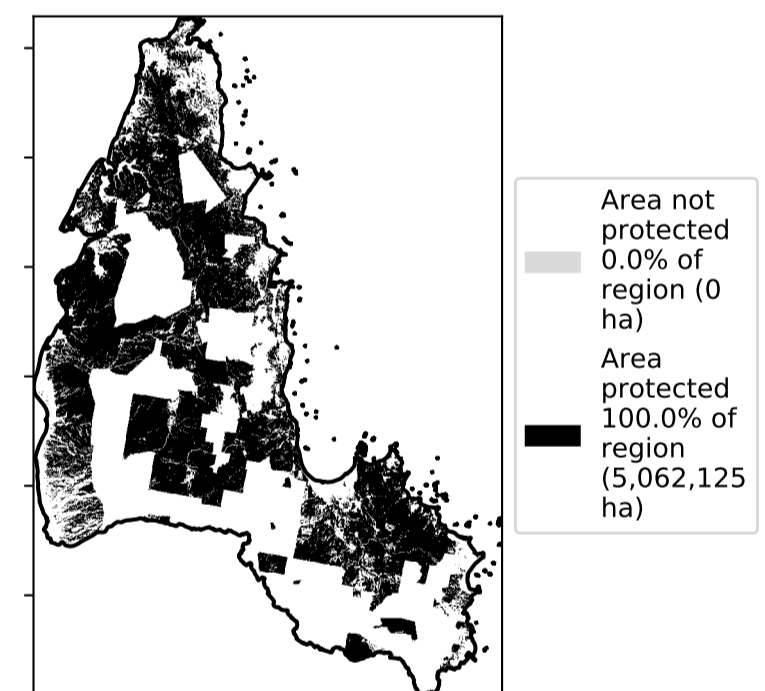 Area not
protected
0.0% of
region (0
ha)
Area
protected
100.0% of
region
(5,062,125
ha)